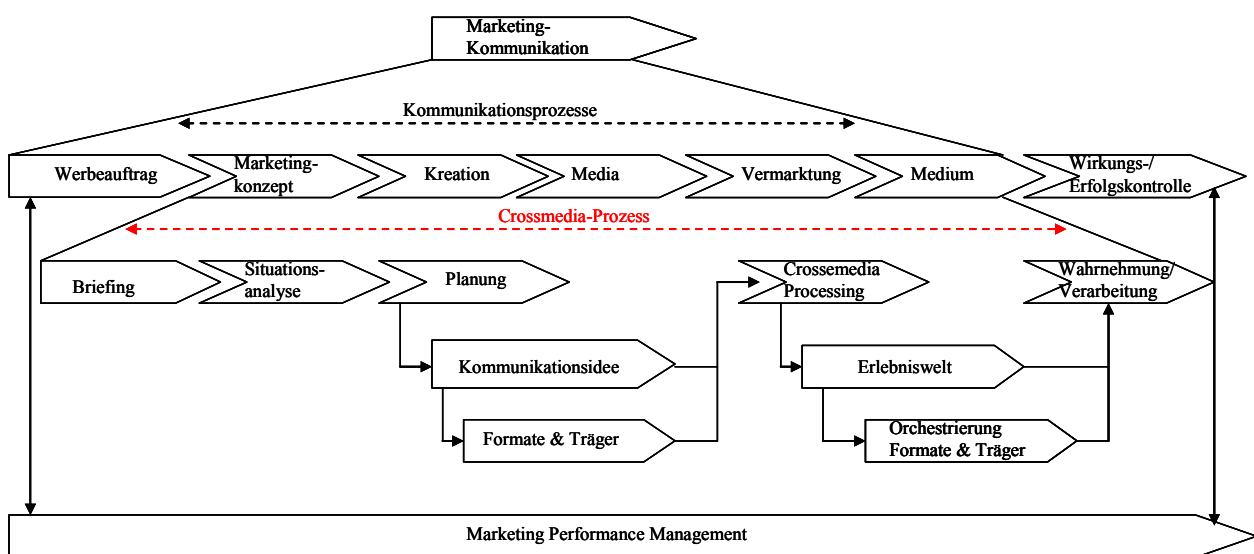 Marketing-
Kommunikation
Kommunikationsprozesse
Werbeauftrag
Marketing-
konzept
Kreation
Media
Vermarktung
Medium
Wirkungs-/
Erfolgskontrolle
Crossmedia-Prozess
Briefing
Situations-
analyse
Planung
Crossemedia
Processing
Wahrnehmung/
Verarbeitung
Kommunikationsidee
Erlebniswelt
Formate & Träger
Orchestrierung
Formate & Träger
Marketing Performance Management